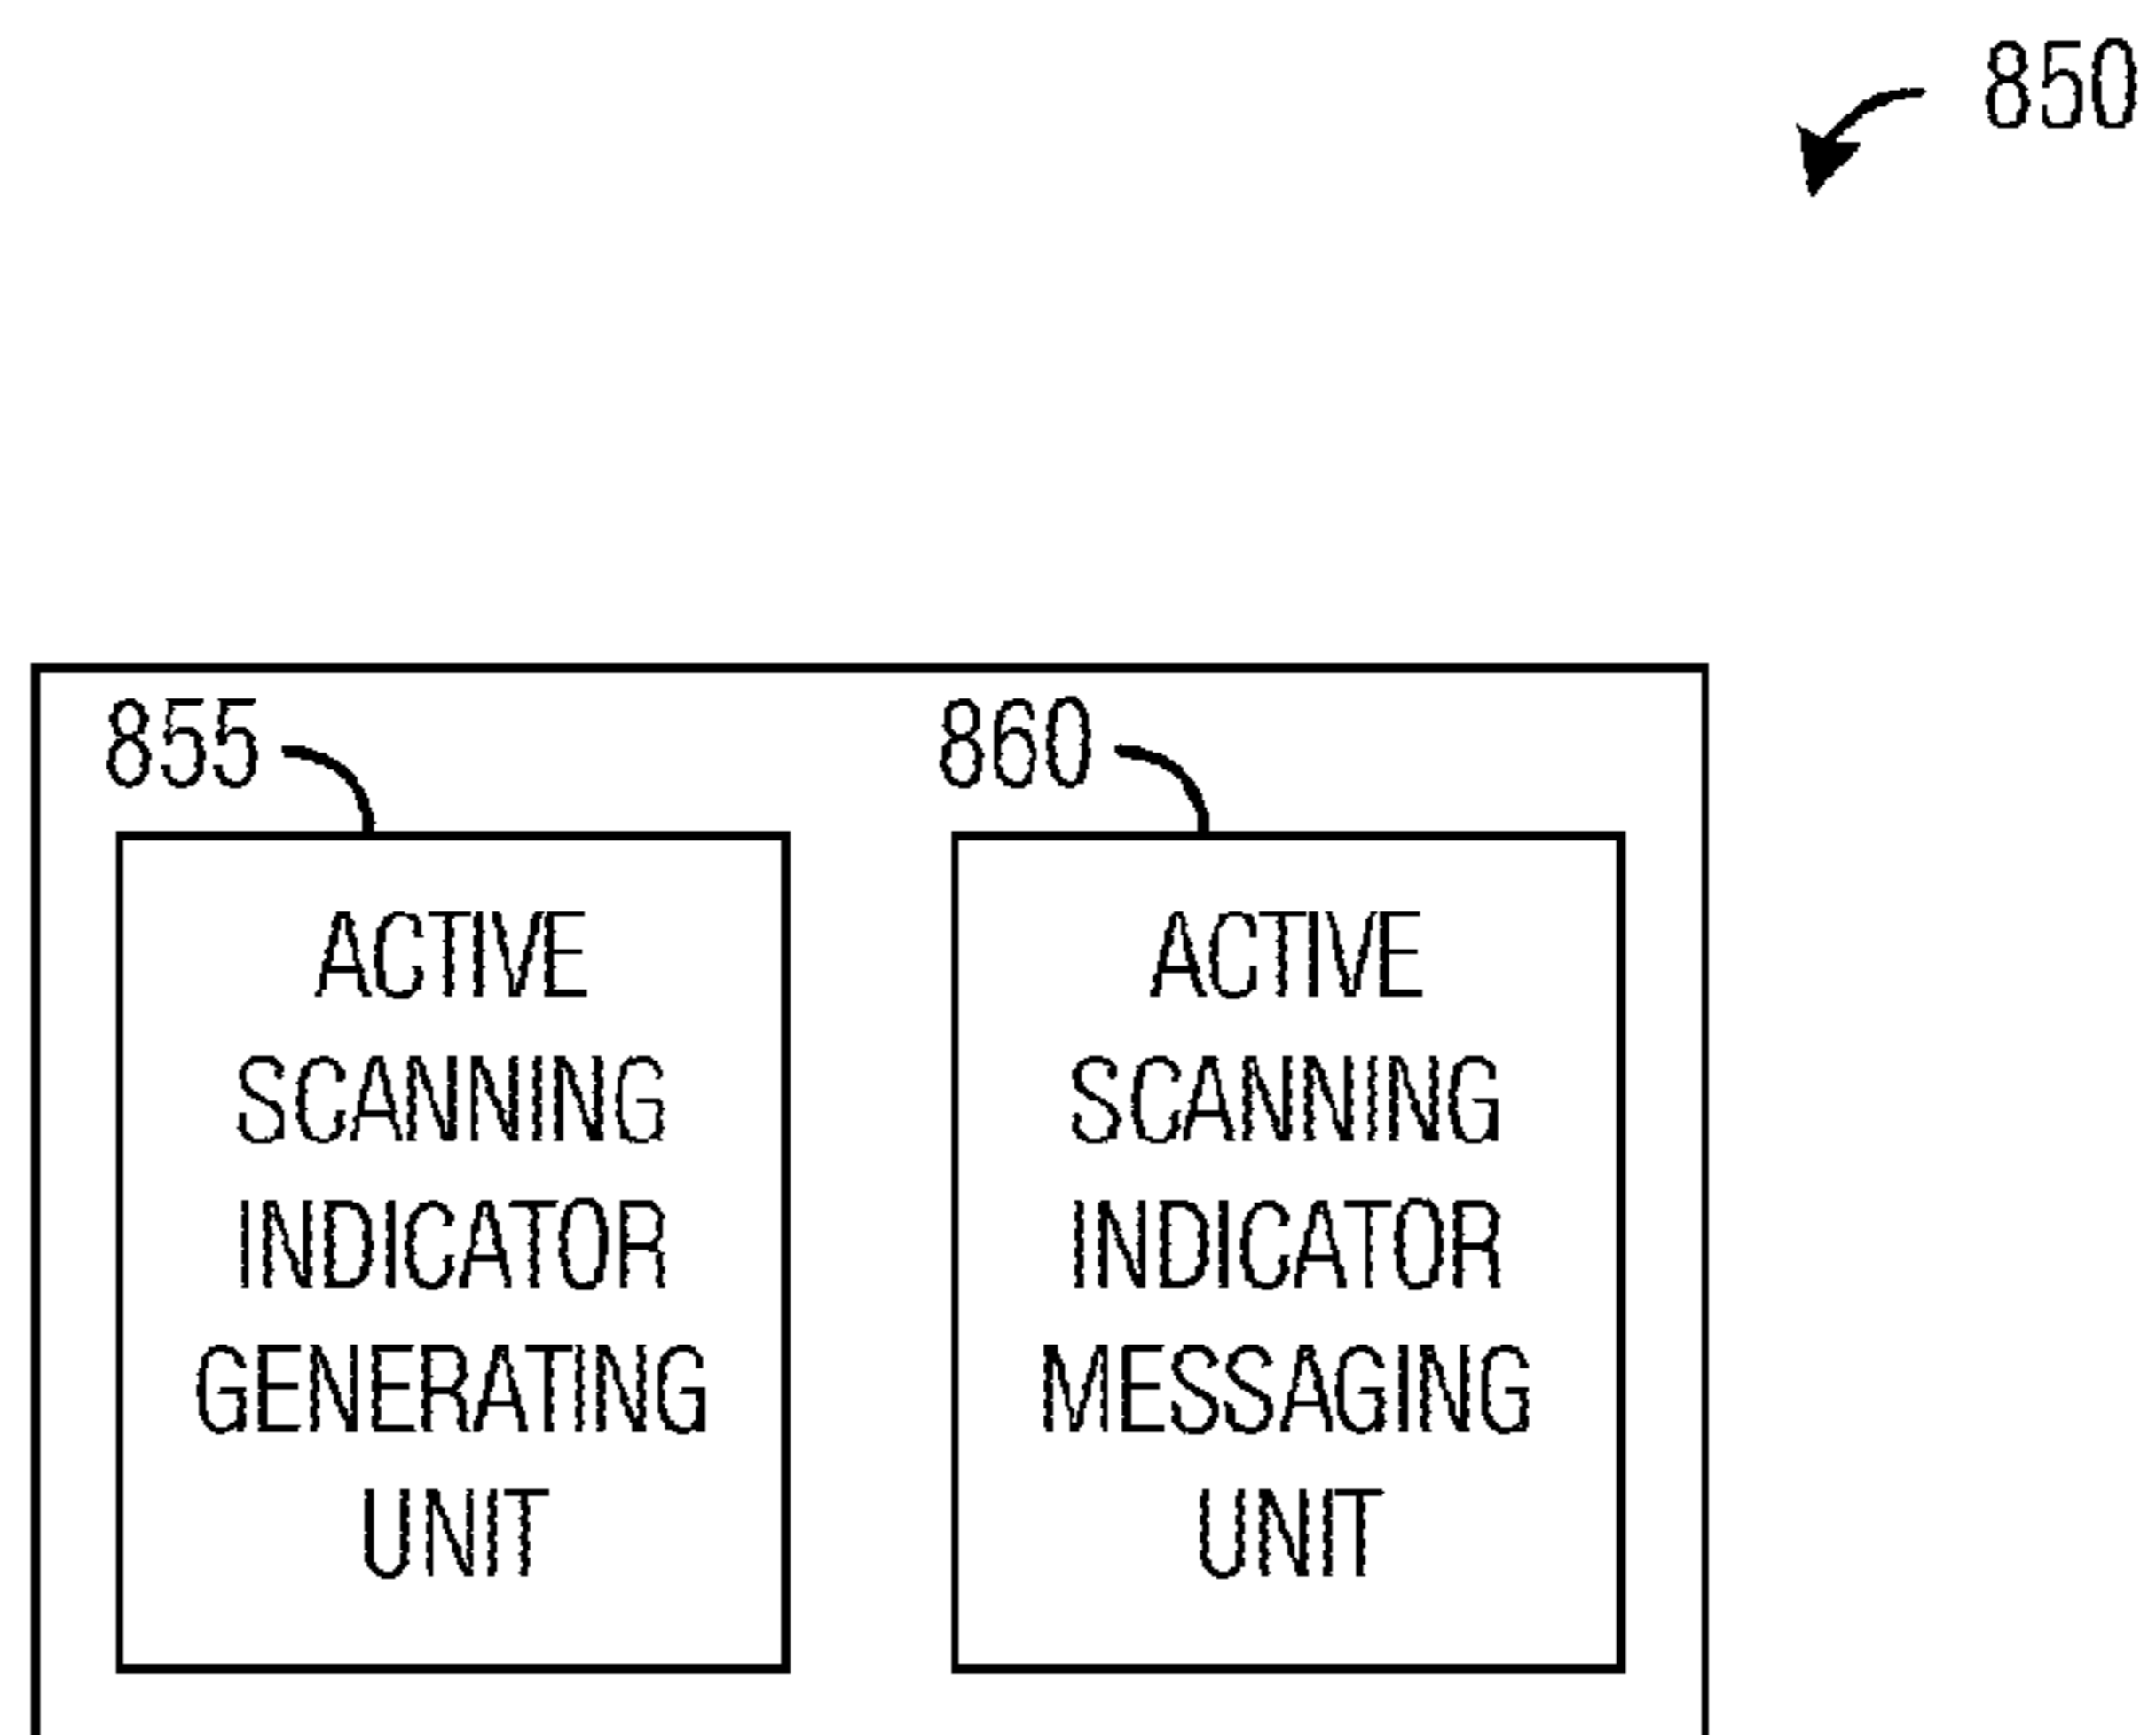 850
855
860
ACTIVE
SCANNING
INDICATOR
GENERATING
UNIT
ACTIVE
SCANNING
INDICATOR
MESSAGING
UNIT